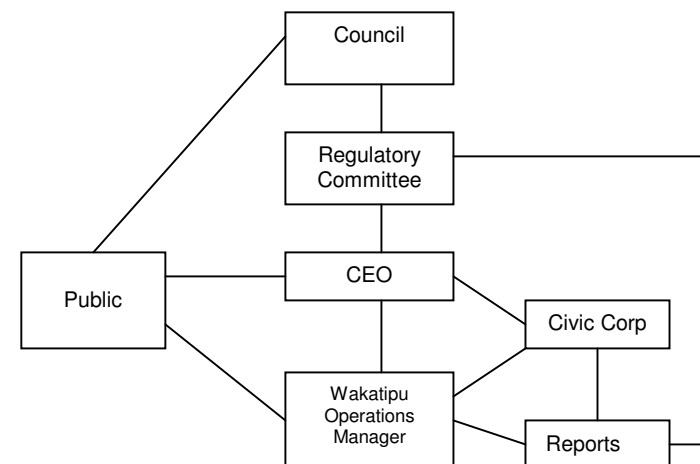 Council
Regulatory
Committee
CEO
Public
Civic Corp
Wakatipu
Operations
Manager
Reports